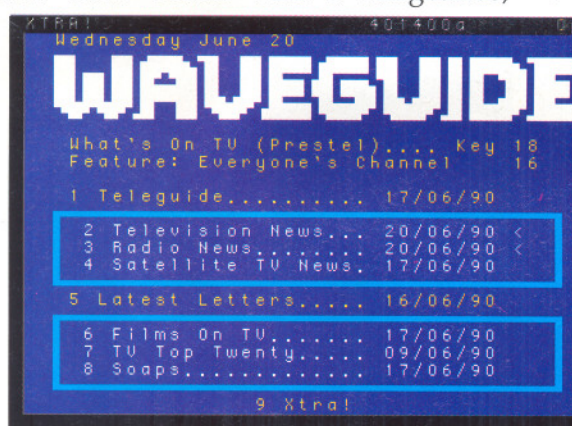 XTRA! 401400a 0
Wednesday June 20
WAVEGUIDE
What's On TV (Prestel).... Key 18
Feature: Everyone's Channel 16
1 Teleguide.......... 17/06/90
2 Television News... 20/06/90 <
3 Radio News........ 20/06/90 <
4 Satellite TV News. 17/06/90
5 Latest Letters..... 16/06/90
6 Films On TV....... 17/06/90
7 TV Top Twenty..... 09/06/90
8 Soaps............. 17/06/90
9 Xtra!